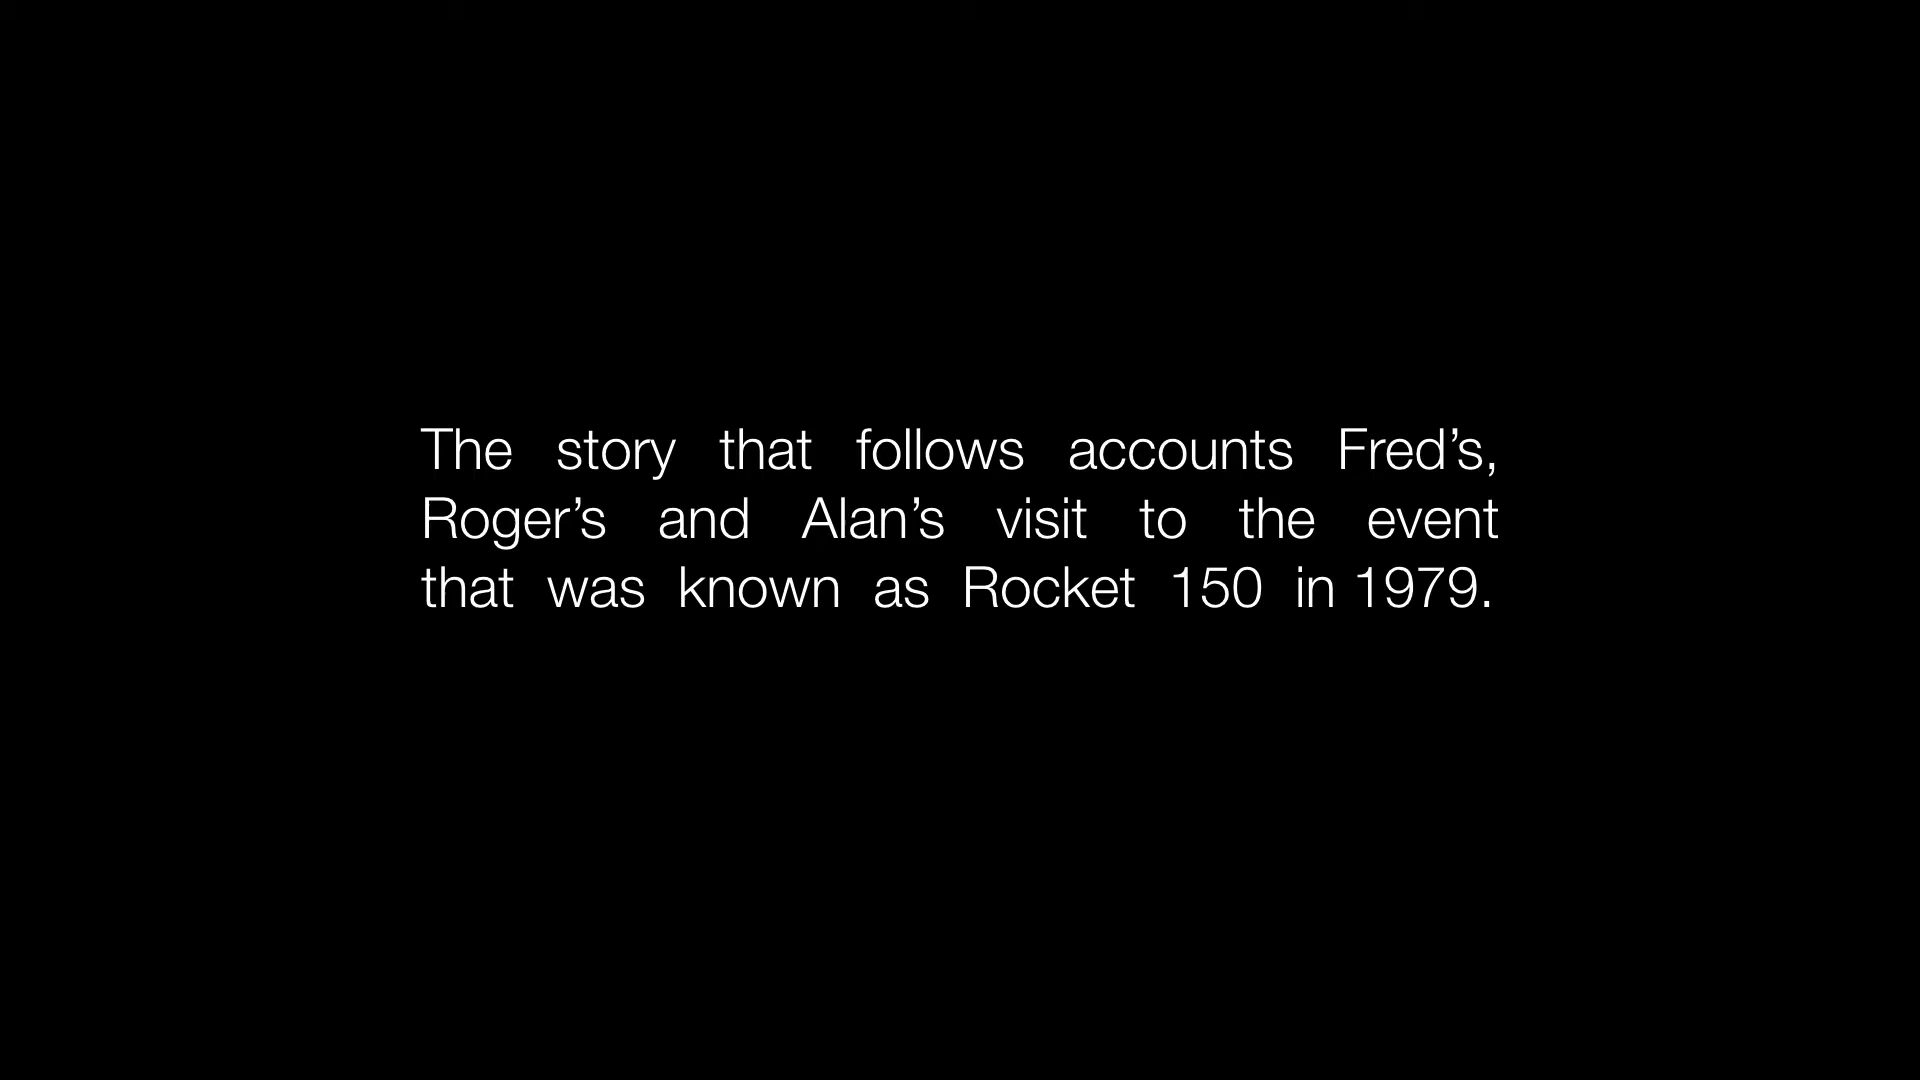 The story that follows accounts Fred’s,
Roger’s and Alan’s visit to the event
that was known as Rocket 150 in 1979.